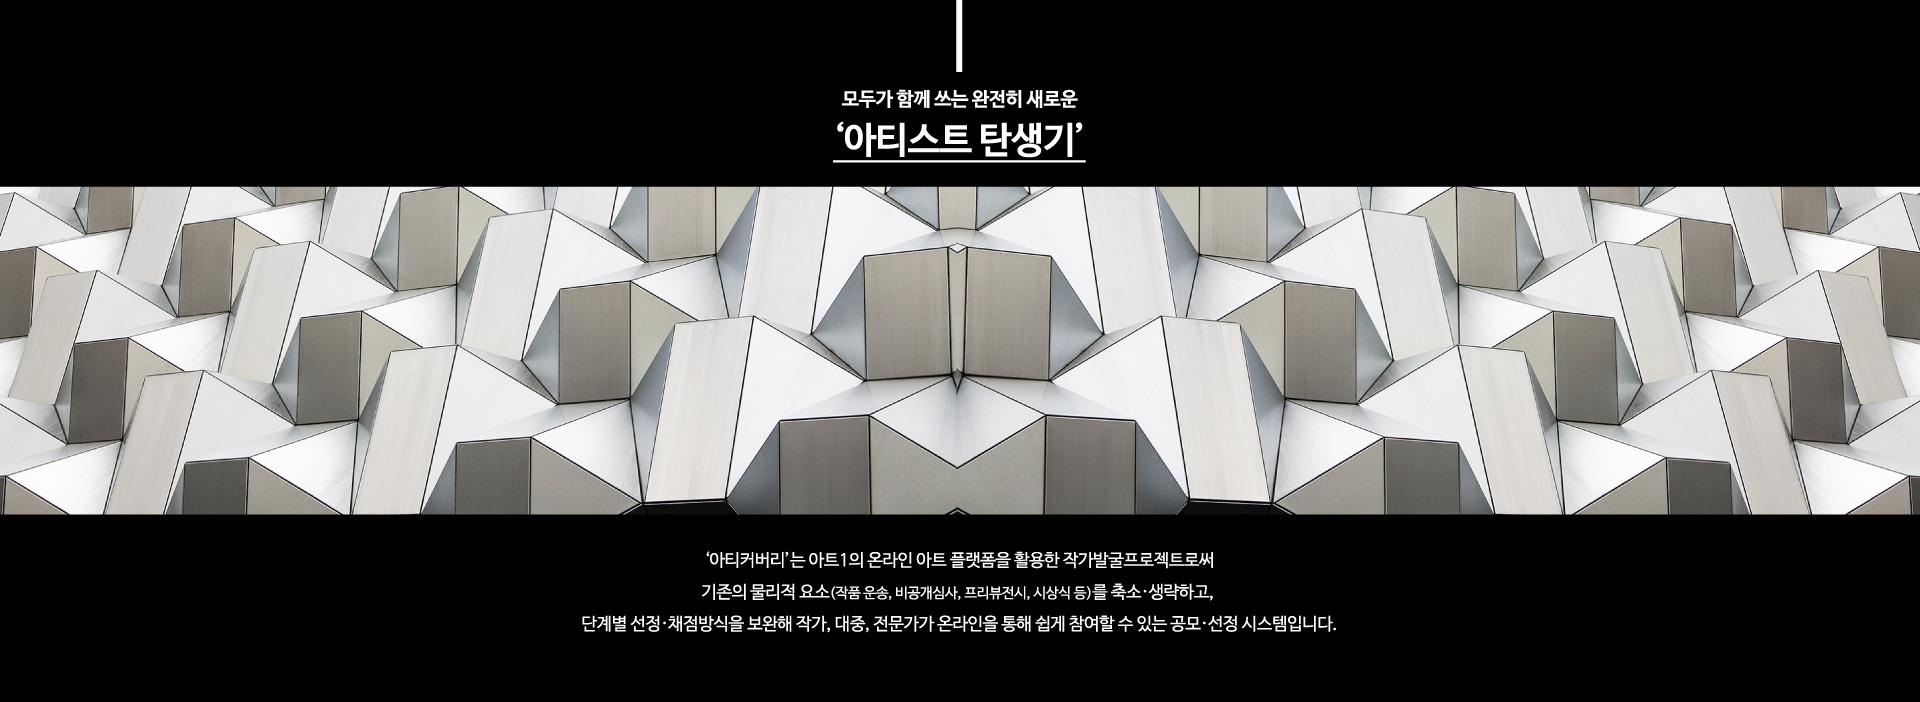 모두가 함께 쓰는 완전히 새로운
‘아티스트 탄생기’
‘아티커버리’는 아트1의 온라인 아트 플랫폼을 활용한 작가발굴프로젝트로써
기존의 물리적 요소(작품 운송, 비공개심사, 프리뷰전시, 시상식 등)를 축소·생략하고,
단계별 선정·채점방식을 보완해 작가, 대중, 전문가가 온라인을 통해 쉽게 참여할 수 있는 공모·선정 시스템입니다.